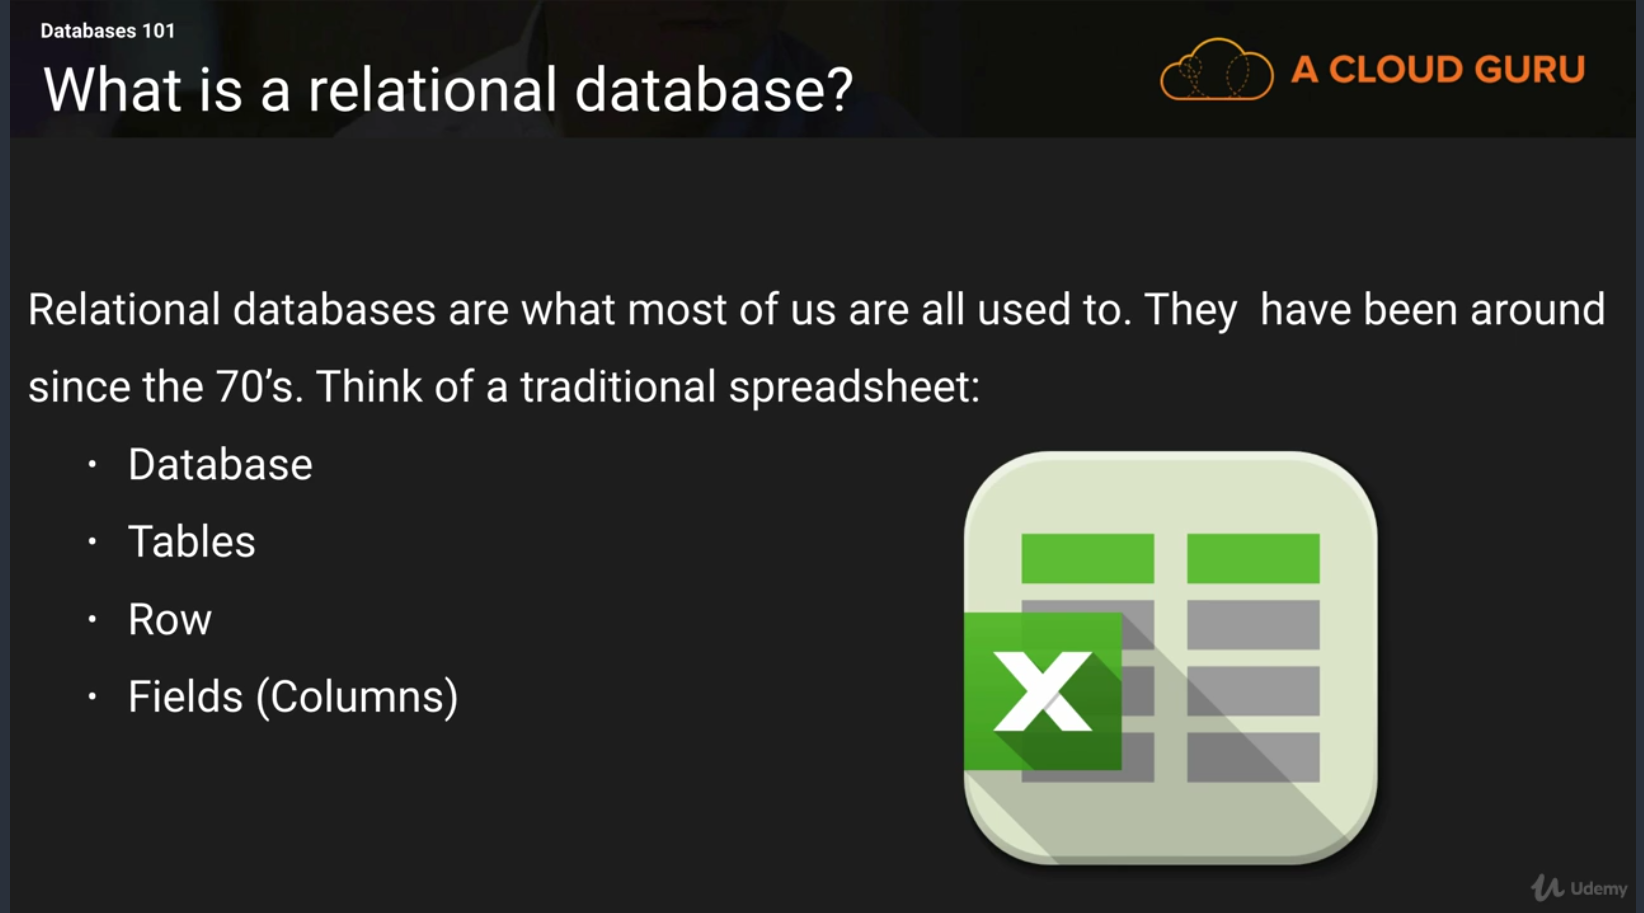 Databases 101
What is a relational database?
A CLOUD GURU
Relational databases are what most of us are all used to. They  have been around
since the 70’s. Think of a traditional spreadsheet:
• Database
• Tables
• Row
• Fields (Columns)
X
Udemy